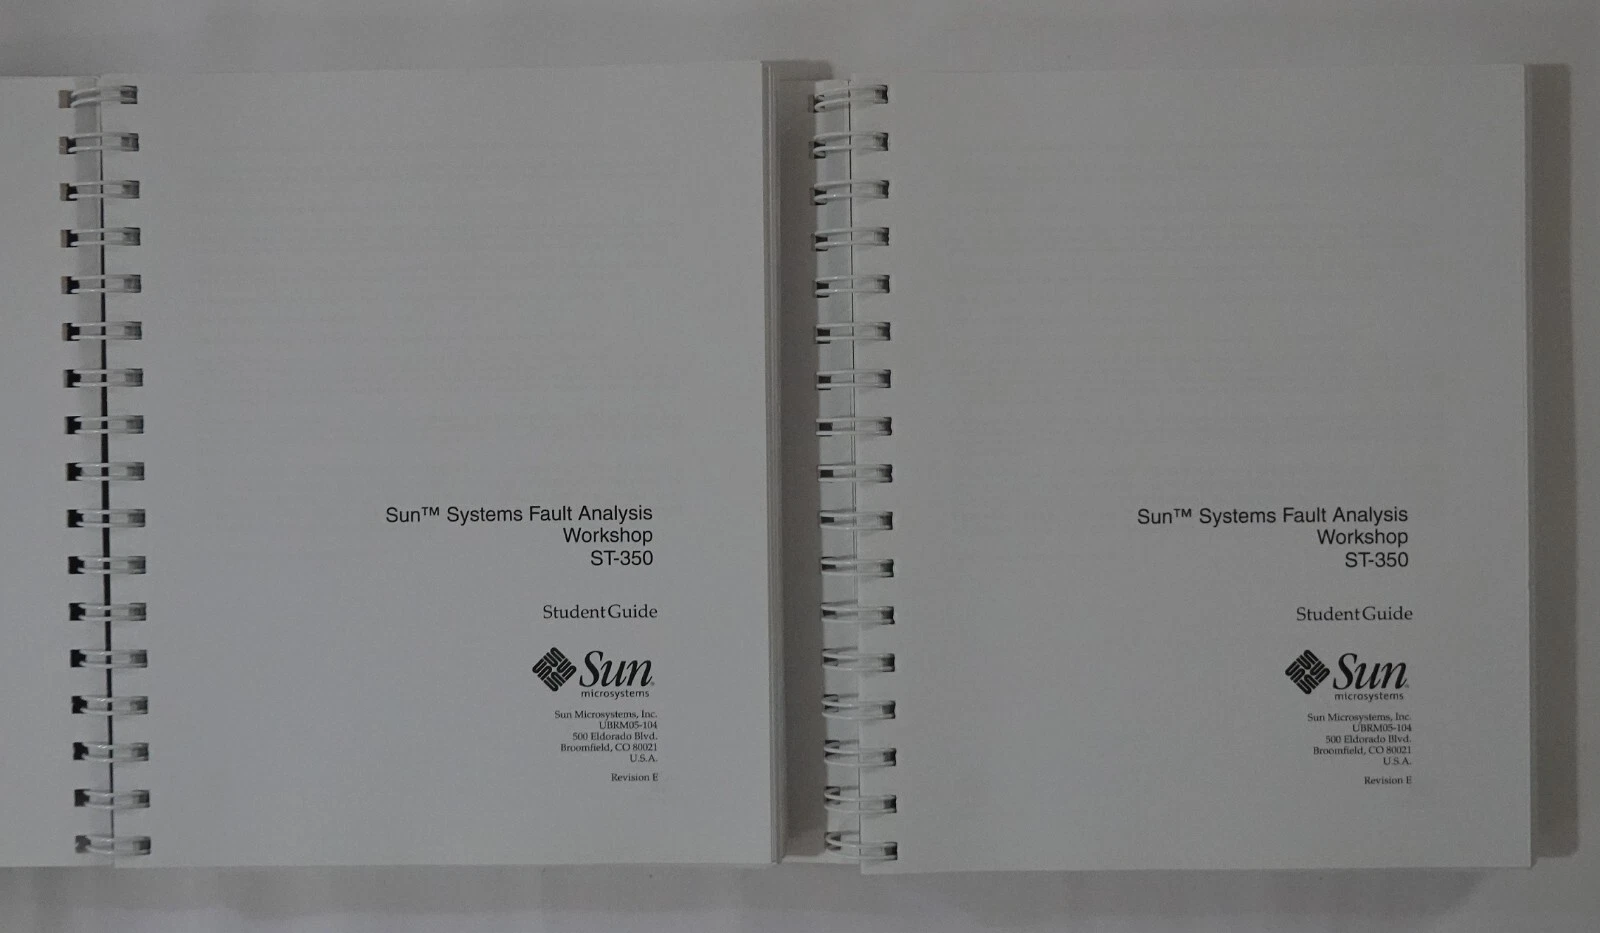 Sun™ Systems Fault Analysis
Workshop
ST-350
Student Guide
Sun
microsystems
Sun Microsystems, Inc.
UBRM05-104
500 Eldorado Blvd.
Broomfield, CO 80021
U.S.A.
Revision E
Sun™ Systems Fault Analysis
Workshop
ST-350
Student Guide
Sun
microsystems
Sun Microsystems, Inc.
UBRM05-104
500 Eldorado Blvd.
Broomfield, CO 80021
U.S.A.
Revision E